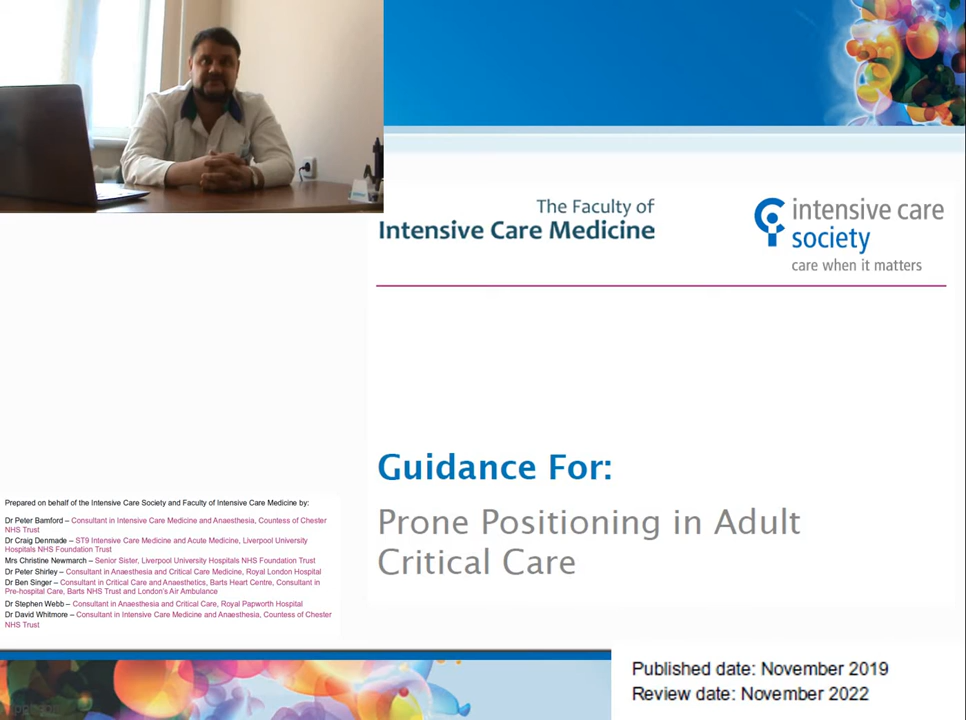 The Faculty of
Intensive Care Medicine
intensive care
society
care when it matters
Guidance For:
Prone Positioning in Adult
Critical Care
Prepared on behalf of the Intensive Care Society and Faculty of Intensive Care Medicine by:
Dr Peter Bamford – Consultant in Intensive Care Medicine and Anaesthesia, Countess of Chester
NHS Trust
Dr Craig Denmade – ST9 Intensive Care Medicine and Acute Medicine, Liverpool University
Hospitals NHS Foundation Trust
Mrs Christine Newmarch – Senior Sister, Liverpool University Hospitals NHS Foundation Trust
Dr Peter Shirley – Consultant in Anaesthesia and Critical Care Medicine, Royal London Hospital
Dr Ben Singer – Consultant in Critical Care and Anaesthetics, Barts Heart Centre, Consultant in
Pre-hospital Care, Barts NHS Trust and London's Air Ambulance
Dr Stephen Webb – Consultant in Anaesthesia and Critical Care, Royal Papworth Hospital
Dr David Whitmore – Consultant in Intensive Care Medicine and Anaesthesia, Countess of Chester
NHS Trust
Published date: November 2019
Review date: November 2022